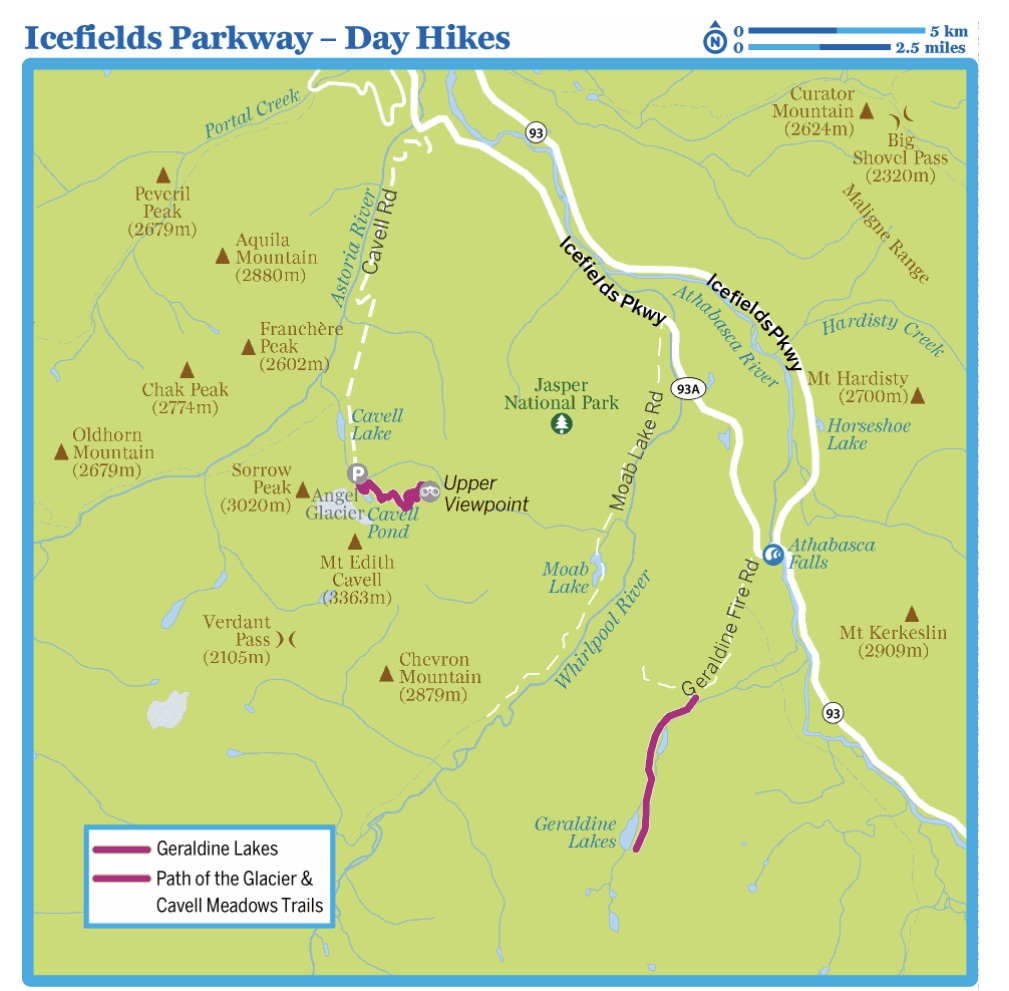 Icefields Parkway – Day Hikes
0
5 km
N
0
2.5 miles
Portal Creek
93
Curator
Mountain
(2624m)
Big
Shovel Pass
(2320m)
Peveril
Peak
(2679m)
Maligne Range
Aquila
Mountain
(2880m)
Astoria River
Cavell Rd
Icefields Pkwy
Icefields Pkwy
Athabasca River
Hardisty Creek
Franchère
Peak
(2602m)
Chak Peak
(2774m)
Jasper
National Park
93A
Mt Hardisty
(2700m)
Moab Lake Rd
Cavell
Lake
Horseshoe
Lake
Oldhorn
Mountain
(2679m)
Sorrow
Peak
(3020m)
P
Angel
Glacier
Cavell
Pond
Upper
Viewpoint
Mt Edith
Cavell
(3363m)
Moab
Lake
Athabasca
Falls
Whirlpool River
Geraldine Fire Rd
Verdant
Pass
(2105m)
Mt Kerkeslin
(2909m)
Chevron
Mountain
(2879m)
93
Geraldine
Lakes
Geraldine Lakes
Path of the Glacier &
Cavell Meadows Trails